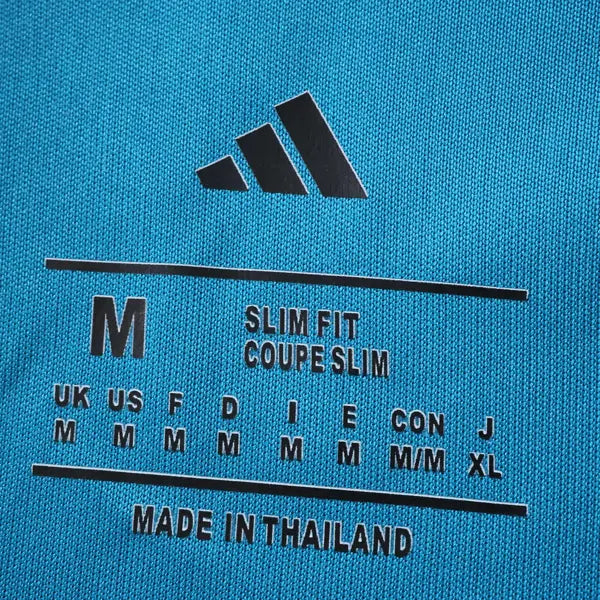 M
SLIM FIT
COUPE SLIM
UK US F D I E CON J
M M M M M M M/M XL
MADE IN THAILAND